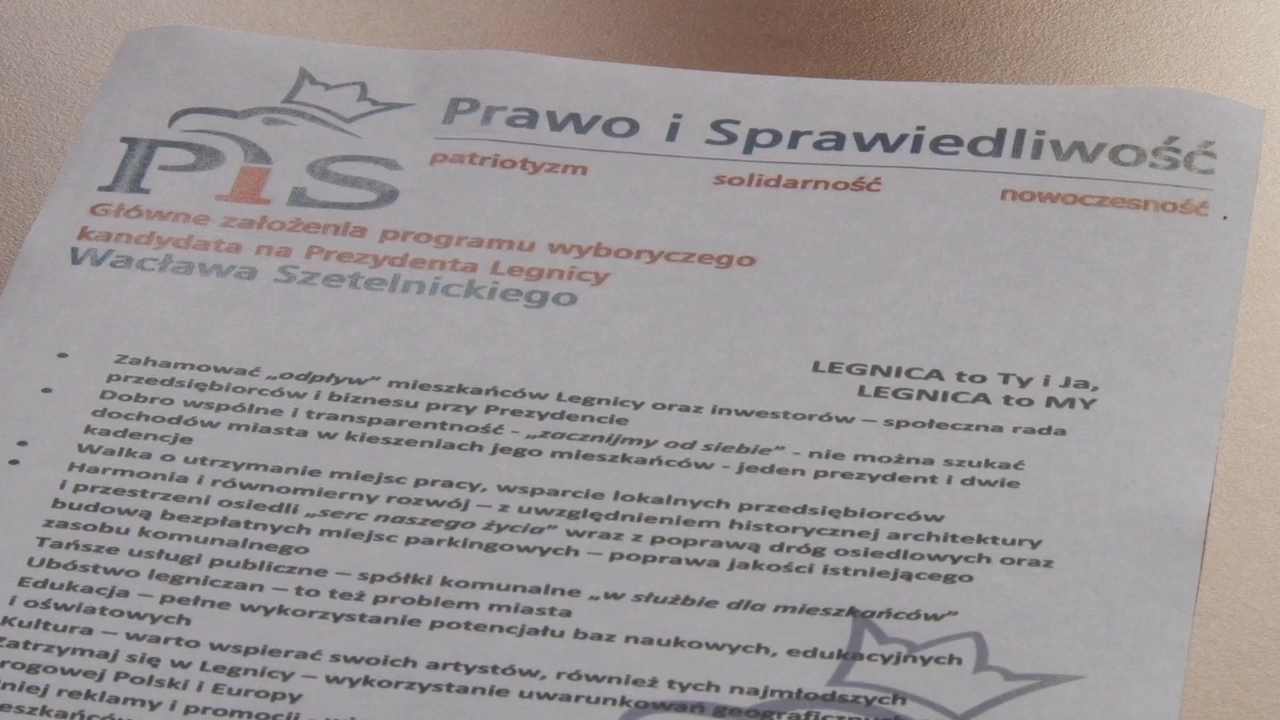 PiS
Prawo i Sprawiedliwość
patriotyzm solidarność nowoczesność
Główne założenia programu wyboryczego
kandydata na Prezydenta Legnicy
Wacława Szetelnickiego
LEGNICA to Ty i Ja,
LEGNICA to MY
Zahamować „odpływ” mieszkańców Legnicy oraz inwestorów – społeczna rada
przedsiębiorców i biznesu przy Prezydencie
Dobro wspólne i transparentność - „zacznijmy od siebie” - nie można szukać
dochodów miasta w kieszeniach jego mieszkańców - jeden prezydent i dwie
kadencje
Walka o utrzymanie miejsc pracy, wsparcie lokalnych przedsiębiorców
Harmonia i równomierny rozwój – z uwzględnieniem historycznej architektury
i przestrzeni osiedli „serc naszego życia” wraz z poprawą dróg osiedlowych oraz
budową bezpłatnych miejsc parkingowych – poprawa jakości istniejącego
zasobu komunalnego
Tańsze usługi publiczne – spółki komunalne „w służbie dla mieszkańców”
Ubóstwo legniczan – to też problem miasta
Edukacja – pełne wykorzystanie potencjału baz naukowych, edukacyjnych
i oświatowych
Kultura – warto wspierać swoich artystów, również tych najmłodszych
Zatrzymaj się w Legnicy – wykorzystanie uwarunkowań
Polski i Europy
reklamy i promocji